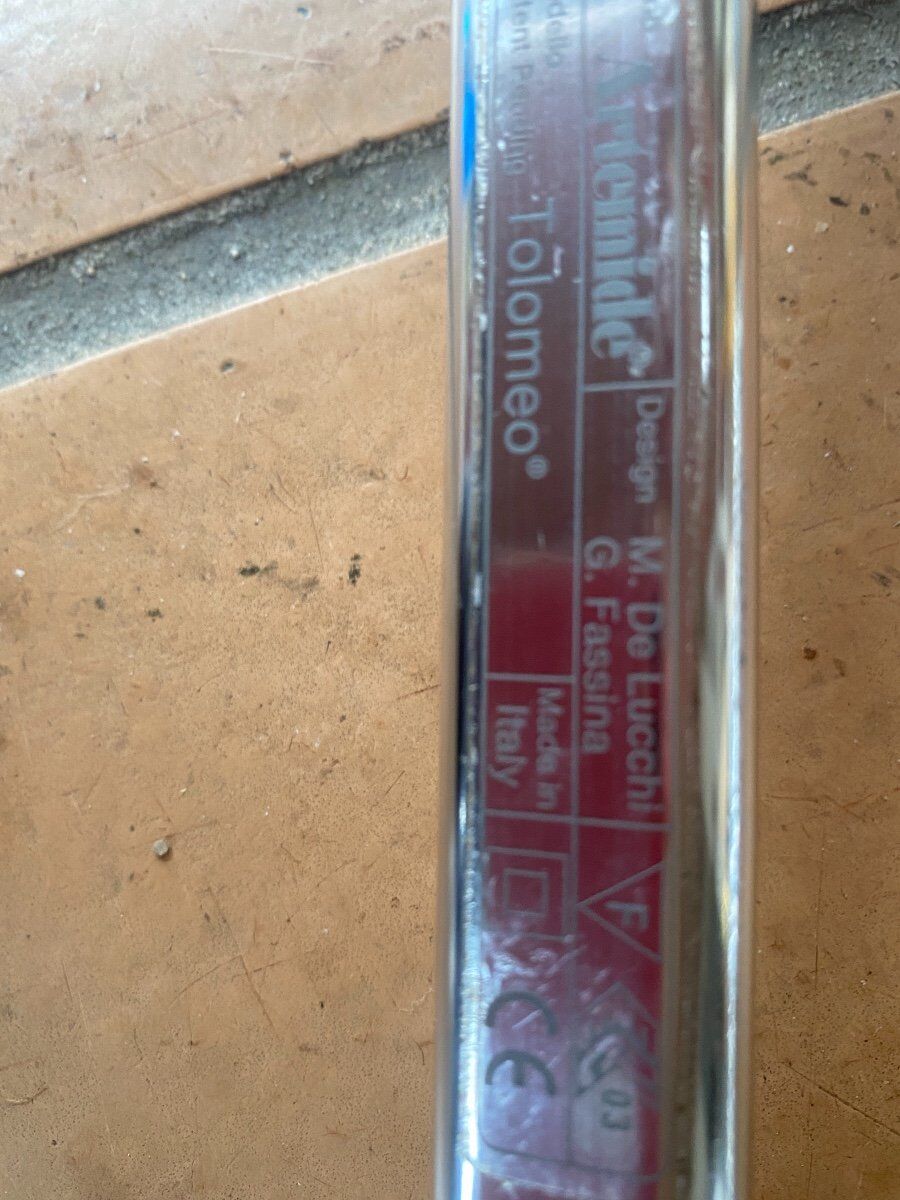 Artemide®
Design M. De Lucchi
G. Fassina
F
03
Tolomeo®
Made in
Italy
CE